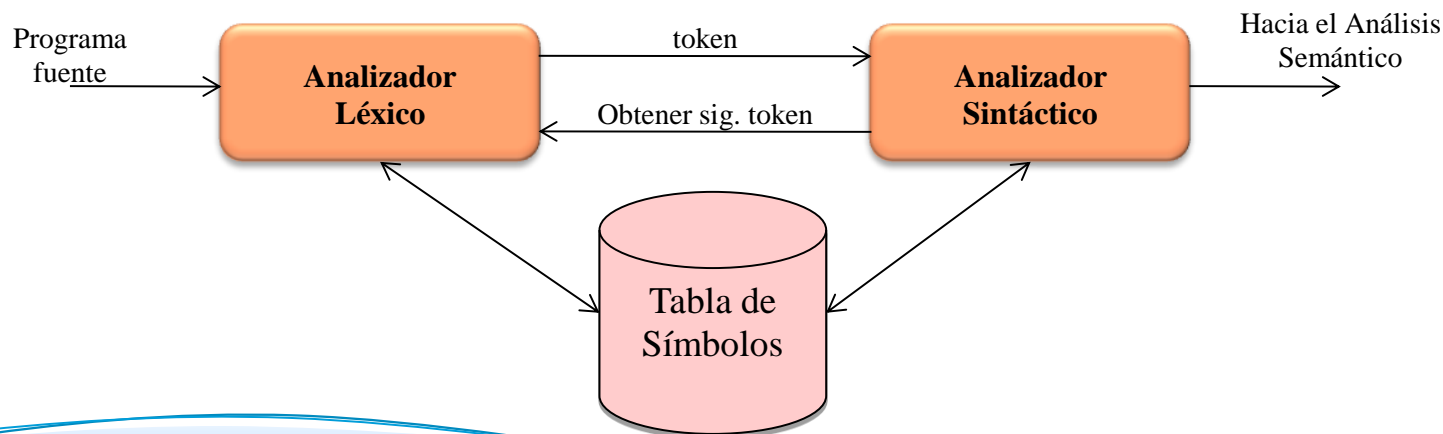 Programa
fuente
Analizador
Léxico
token
Obtener sig. token
Analizador
Sintáctico
Hacia el Análisis
Semántico
Tabla de
Símbolos